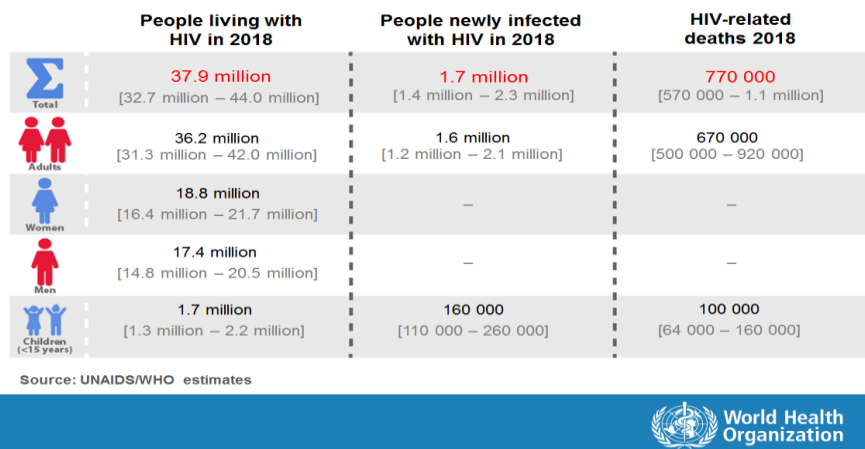 People living with
HIV in 2018
People newly infected
with HIV in 2018
HIV-related
deaths 2018
Total
37.9 million
[32.7 million – 44.0 million]
1.7 million
[1.4 million – 2.3 million]
770 000
[570 000 – 1.1 million]
Adults
36.2 million
[31.3 million – 42.0 million]
1.6 million
[1.2 million – 2.1 million]
670 000
[500 000 – 920 000]
Women
18.8 million
[16.4 million – 21.7 million]
–
–
Men
17.4 million
[14.8 million – 20.5 million]
–
–
Children
(<15 years)
1.7 million
[1.3 million – 2.2 million]
160 000
[110 000 – 260 000]
100 000
[64 000 – 160 000]
Source: UNAIDS/WHO estimates
World Health
Organization